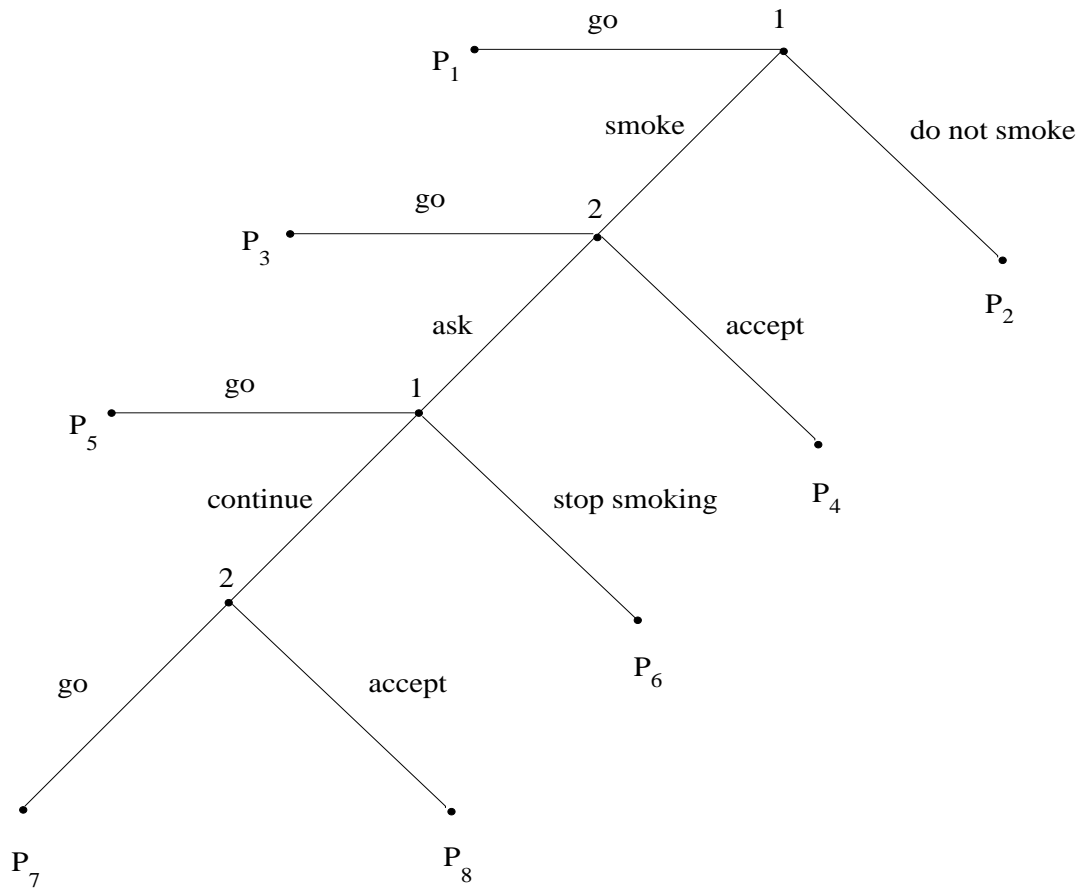 go 1
P₁
smoke do not smoke
go 2
P₃
P₂
ask accept
go 1
P₅
continue stop smoking P₄
2
P₆
go accept
P₇ P₈